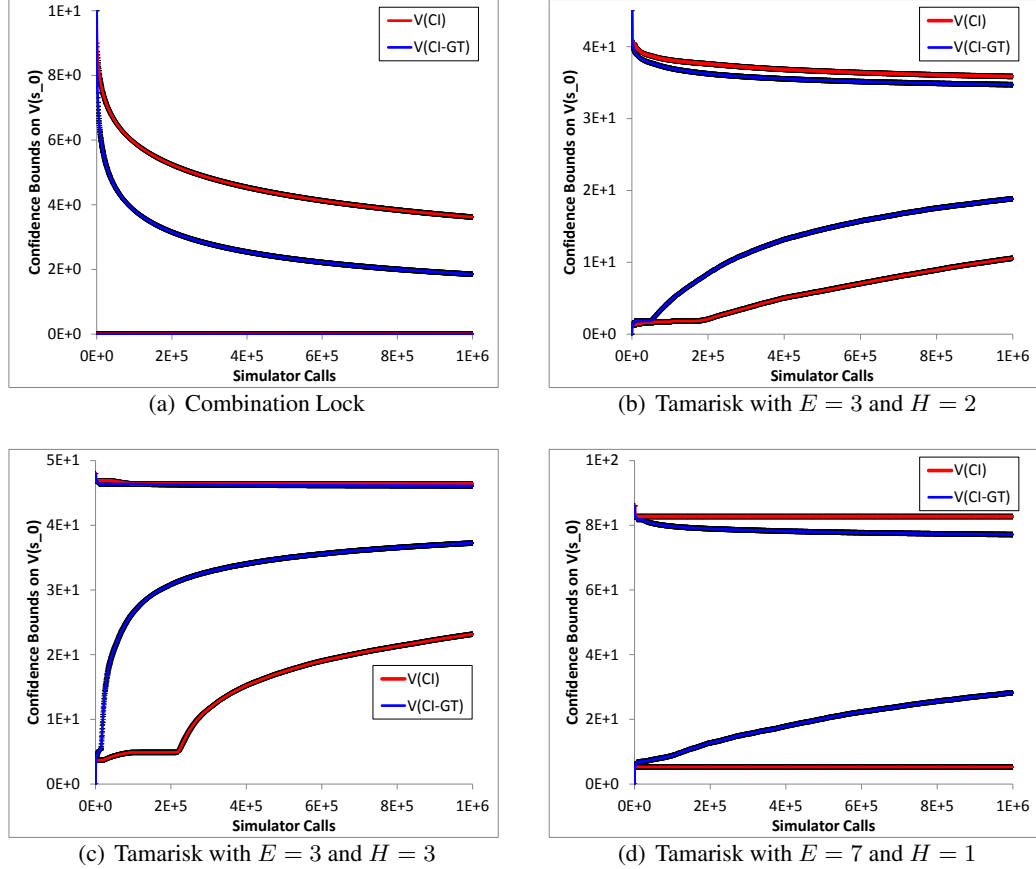 1E+1
8E+0
6E+0
4E+0
2E+0
0E+0
0E+0 2E+5 4E+5 6E+5 8E+5 1E+6
Confidence Bounds on V(s_0)
Simulator Calls
V(CI)
V(CI-GT)
(a) Combination Lock
4E+1
3E+1
2E+1
1E+1
0E+0
0E+0 2E+5 4E+5 6E+5 8E+5 1E+6
Confidence Bounds on V(s_0)
Simulator Calls
V(CI)
V(CI-GT)
(b) Tamarisk with E = 3 and H = 2
5E+1
4E+1
3E+1
2E+1
1E+1
0E+0
0E+0 2E+5 4E+5 6E+5 8E+5 1E+6
Confidence Bounds on V(s_0)
Simulator Calls
V(CI)
V(CI-GT)
(c) Tamarisk with E = 3 and H = 3
1E+2
8E+1
6E+1
4E+1
2E+1
0E+0
0E+0 2E+5 4E+5 6E+5 8E+5 1E+6
Confidence Bounds on V(s_0)
Simulator Calls
V(CI)
V(CI-GT)
(d) Tamarisk with E = 7 and H = 1